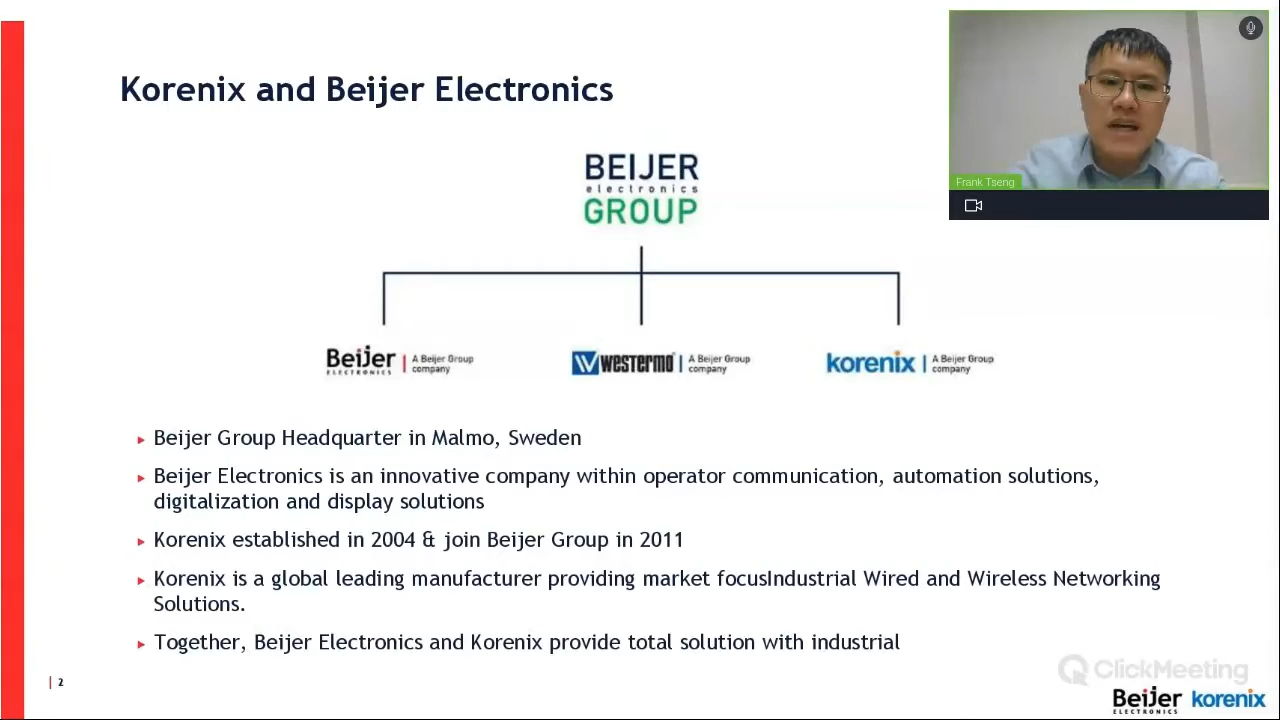 Korenix and Beijer Electronics
Frank Tseng
BEIJER
electronics
GROUP
Beijer
ELECTRONICS
A Beijer Group
company
westermo
A Beijer Group
company
korenix
A Beijer Group
company
Beijer Group Headquarter in Malmo, Sweden
Beijer Electronics is an innovative company within operator communication, automation solutions,
digitalization and display solutions
Korenix established in 2004 & join Beijer Group in 2011
Korenix is a global leading manufacturer providing market focusIndustrial Wired and Wireless Networking
Solutions.
Together, Beijer Electronics and Korenix provide total solution with industrial
2
ClickMeeting
Beijer
ELECTRONICS
korenix